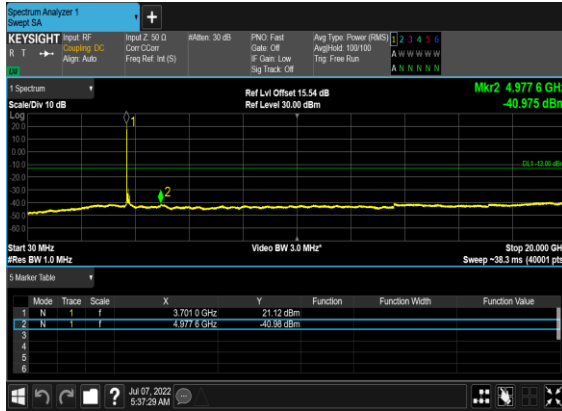 Spectrum Analyzer 1
Swept SA
+
KEYSIGHT
R T
LU
Input: RF
Coupling: DC
Align: Auto
Input Z: 50 Ω
Corr CCorr
Freq Ref: Int (S)
#Atten: 30 dB
PNO: Fast
Gate: Off
IF Gain: Low
Sig Track: Off
Avg Type: Power (RMS)
Avg|Hold: 100/100
Trig: Free Run
1 2 3 4 5 6
A W W W W W
A N N N N N
1 Spectrum
Scale/Div 10 dB
Ref Lvl Offset 15.54 dB
Ref Level 30.00 dBm
Mkr2 4.977 6 GHz
-40.975 dBm
Log
20.0
10.0
0.00
-10.0
-20.0
-30.0
-40.0
-50.0
-60.0
1
2
DL1 -13.00 dBm
Start 30 MHz
#Res BW 1.0 MHz
Video BW 3.0 MHz*
Stop 20.000 GHz
Sweep ~38.3 ms (40001 pts)
5 Marker Table
Mode Trace Scale X Y Function Function Width Function Value
1 N 1 f 3.701 0 GHz 21.12 dBm
2 N 1 f 4.977 6 GHz -40.98 dBm
3
4
5
6
?
Jul 07, 2022
5:37:29 AM